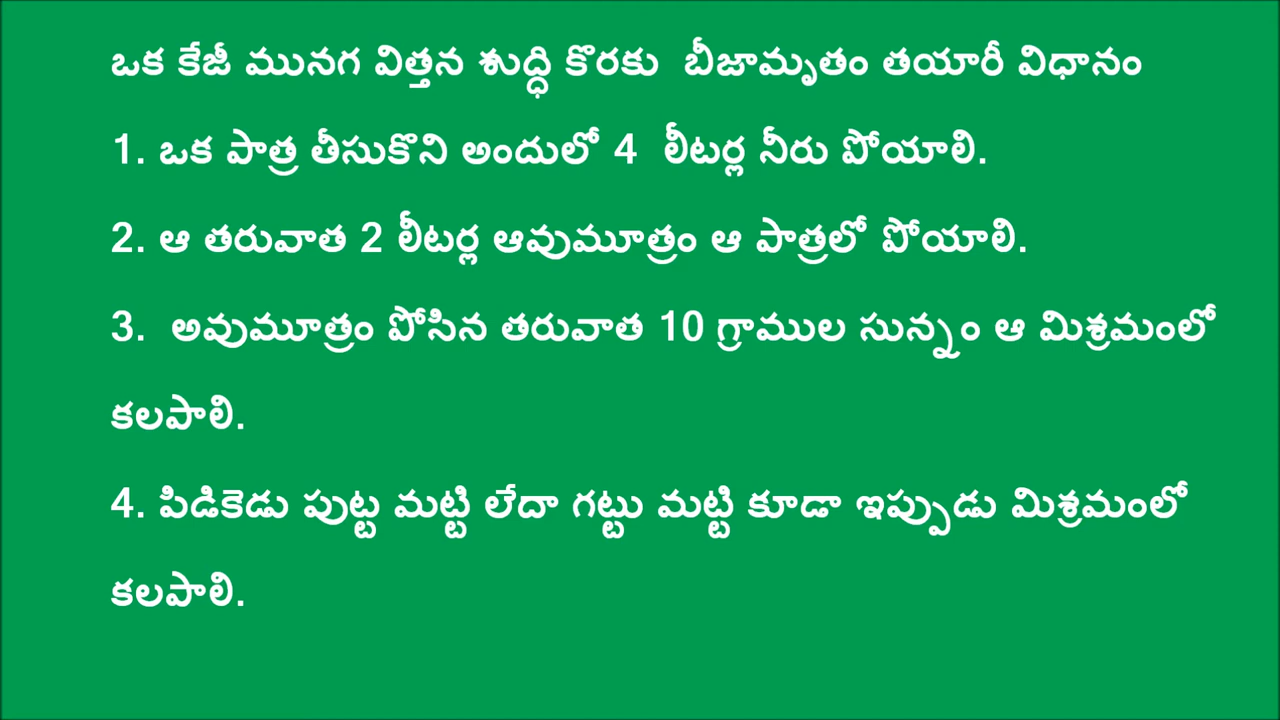 ఒక కేజీ మునగ విత్తన శుద్ధి కొరకు  బీజామృతం తయారీ విధానం
1. ఒక పాత్ర తీసుకొని అందులో 4  లీటర్ల నీరు పోయాలి.
2. ఆ తరువాత 2 లీటర్ల ఆవుమూత్రం ఆ పాత్రలో పోయాలి.
3.  అవుమూత్రం పోసిన తరువాత 10 గ్రాముల సున్నం ఆ మిశ్రమంలో
కలపాలి.
4. పిడికెడు పుట్ట మట్టి లేదా గట్టు మట్టి కూడా ఇప్పుడు మిశ్రమంలో
కలపాలి.